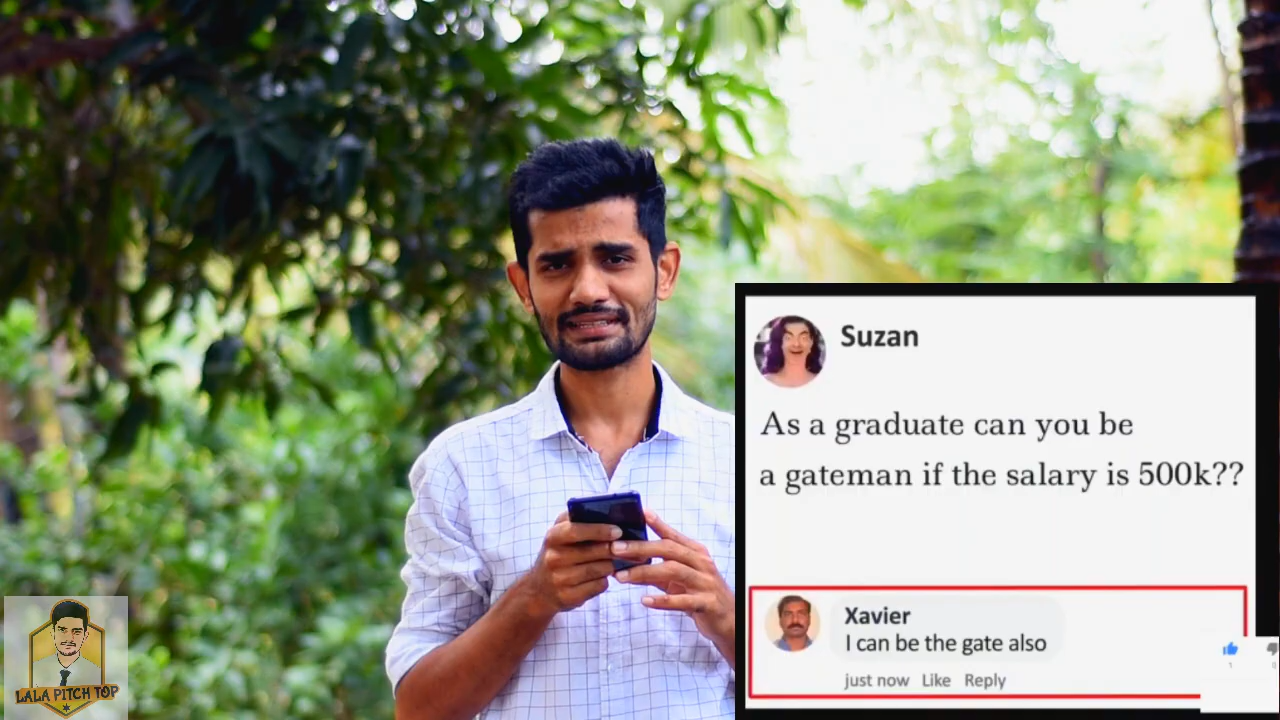 Suzan
As a graduate can you be
a gateman if the salary is 500k??
Xavier
I can be the gate also
just now Like Reply
1
LALA PITCH TOP